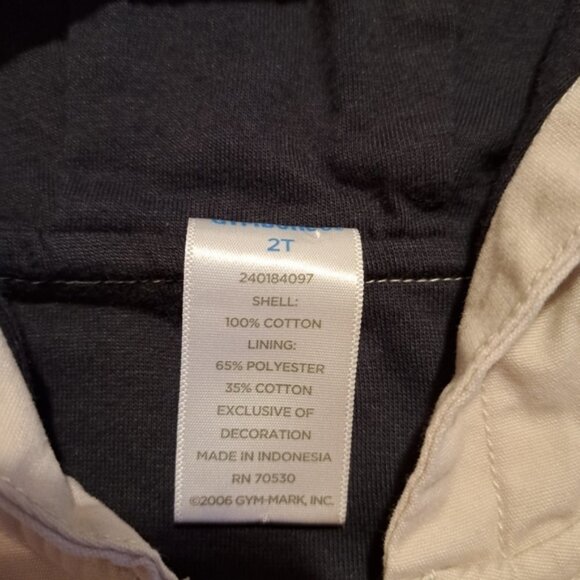 GYMBOREE
2T
240184097
SHELL:
100% COTTON
LINING:
65% POLYESTER
35% COTTON
EXCLUSIVE OF
DECORATION
MADE IN INDONESIA
RN 70530
©2006 GYM-MARK, INC.